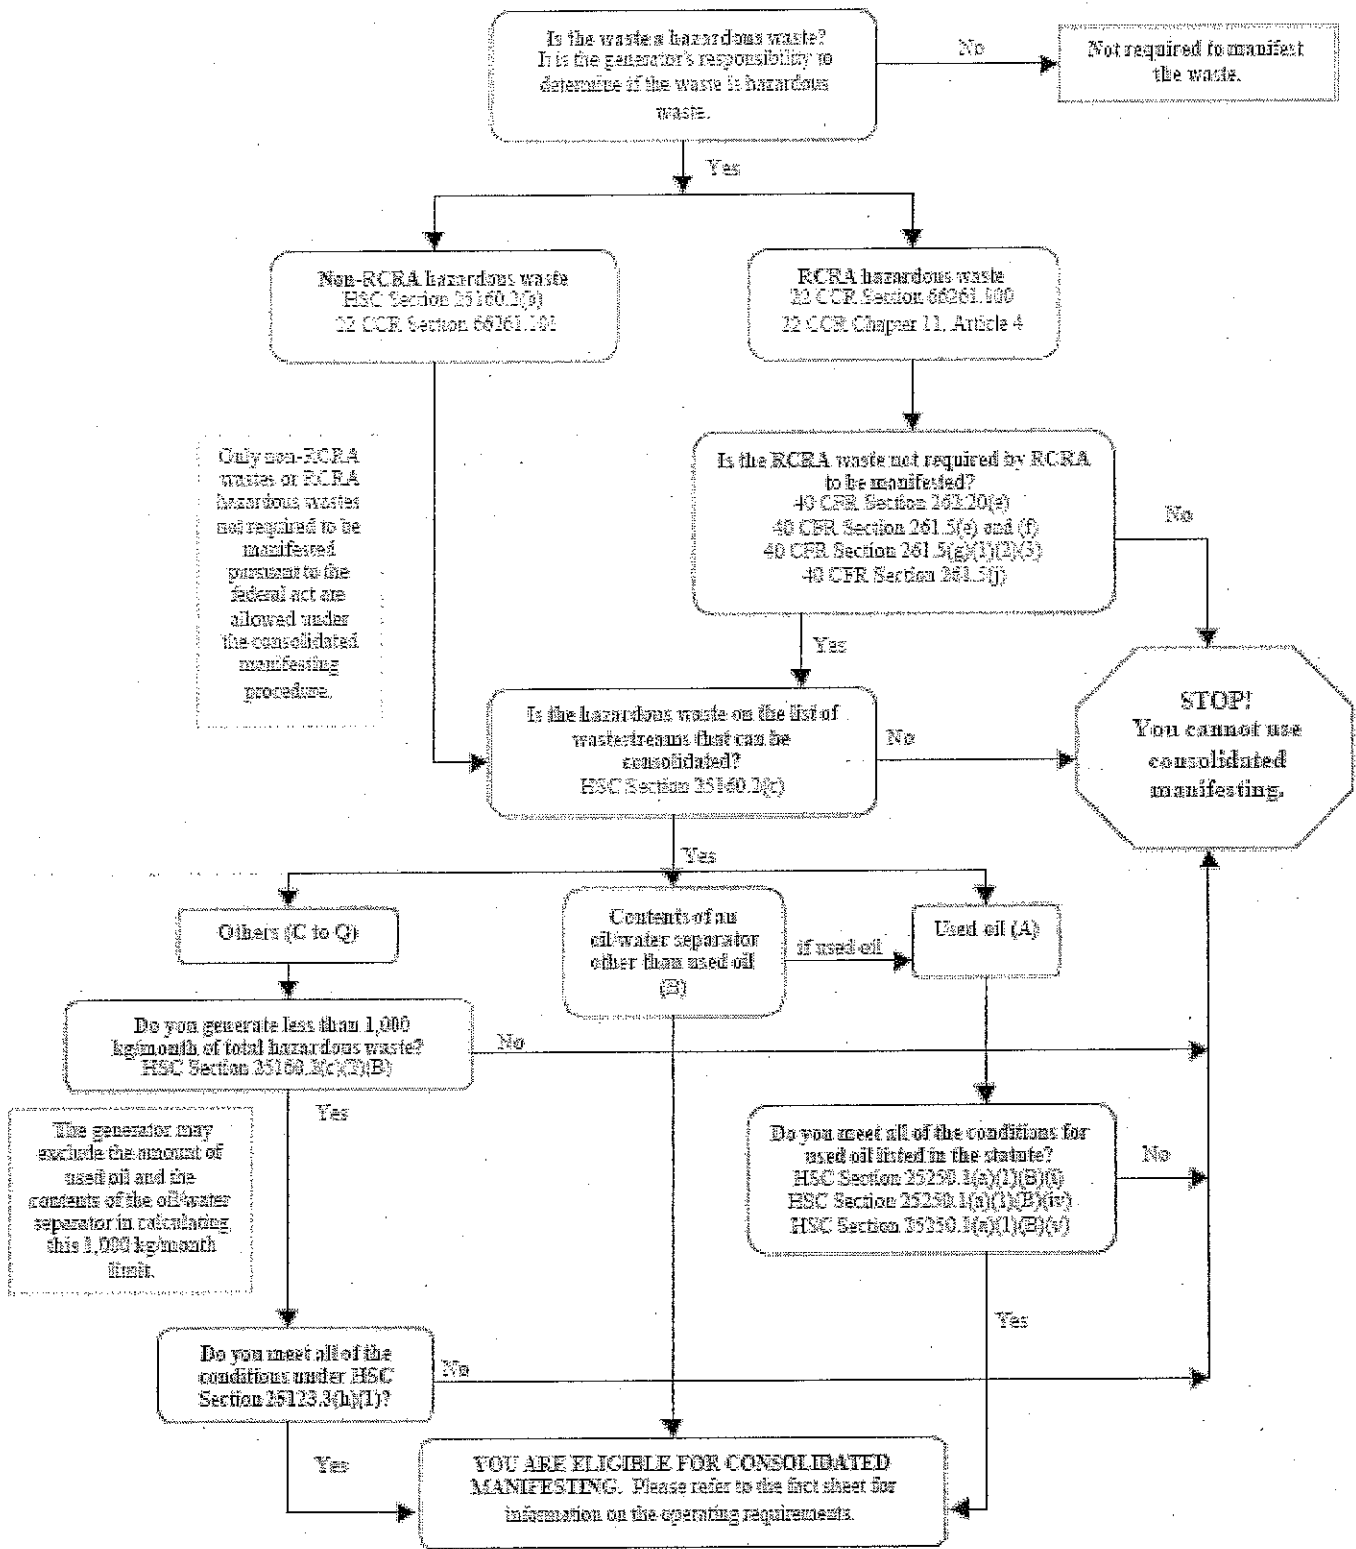 Is the waste a hazardous waste?
It is the generator's responsibility to
determine if the waste is hazardous
waste.
No
Not required to manifest
the waste.
Yes
Non-RCRA hazardous waste
HSC Section 25160.2(b)
22 CCR Section 66261.101
RCRA hazardous waste
22 CCR Section 66261.100
22 CCR Chapter 11, Article 4
Only non-RCRA
wastes or RCRA
hazardous wastes
not required to be
manifested
pursuant to the
federal act are
allowed under
the consolidated
manifesting
procedure.
Is the RCRA waste not required by RCRA
to be manifested?
40 CFR Section 262.20(e)
40 CFR Section 261.5(e) and (f)
40 CFR Section 261.5(g)(1)(2)(3)
40 CFR Section 261.5(j)
No
Yes
Is the hazardous waste on the list of
wastestreams that can be
consolidated?
HSC Section 25160.2(c)
No
STOP!
You cannot use
consolidated
manifesting.
Yes
Others (C to Q)
Contents of an
oil/water separator
other than used oil
(B)
if used oil
Used oil (A)
Do you generate less than 1,000
kg/month of total hazardous waste?
HSC Section 25160.2(c)(2)(B)
No
Yes
The generator may
exclude the amount of
used oil and the
contents of the oil/water
separator in calculating
this 1,000 kg/month
limit.
Do you meet all of the conditions for
used oil listed in the statute?
HSC Section 25250.1(a)(1)(B)(i)
HSC Section 25250.1(a)(1)(B)(iv)
HSC Section 25250.1(a)(1)(B)(v)
No
Yes
Do you meet all of the
conditions under HSC
Section 25123.3(h)(1)?
No
Yes
YOU ARE ELIGIBLE FOR CONSOLIDATED
MANIFESTING. Please refer to the fact sheet for
information on the operating requirements.